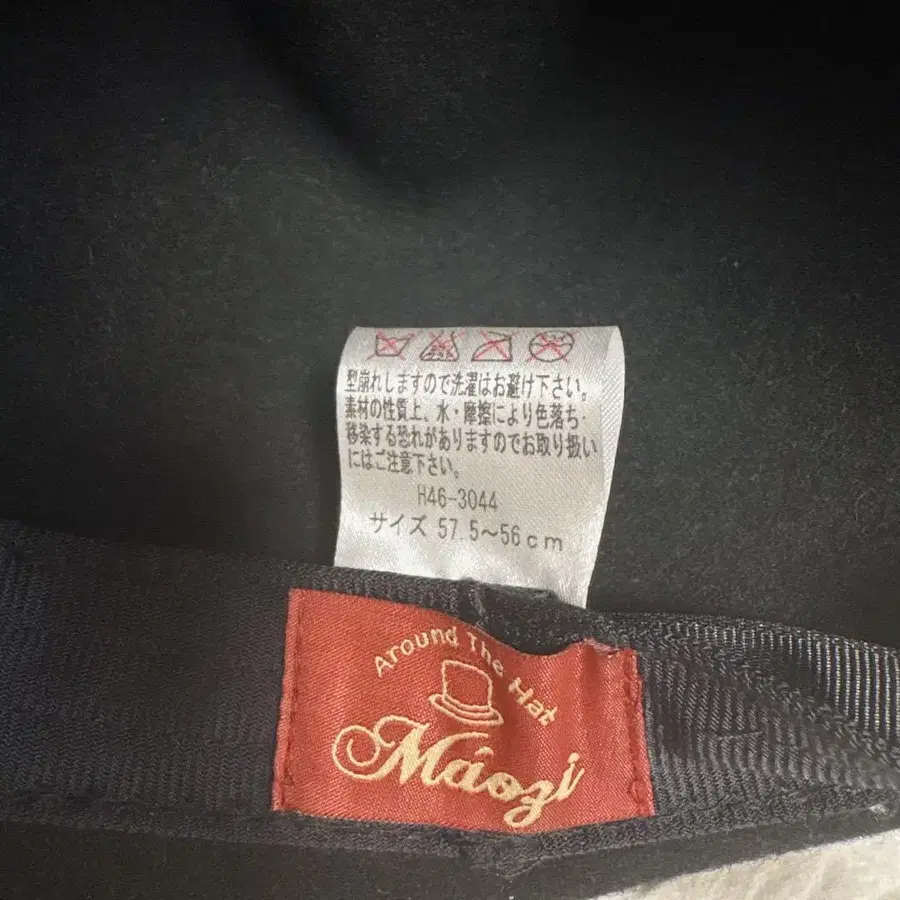 型崩れしますので洗濯はお避け下さい。
素材の性質上、水・摩擦により色落ち・
移染する恐れがありますのでお取り扱い
にはご注意下さい。
H46-3044
サイズ 57.5～56cm
Around The Hat
Maozi